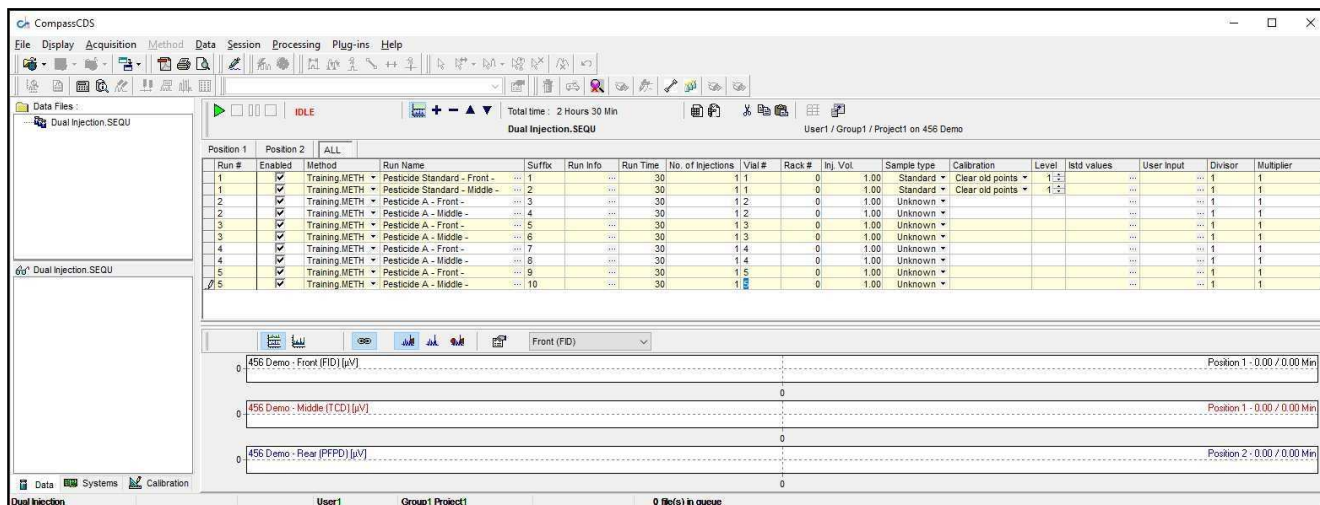 CompassCDS
File Display Acquisition Method Data Session Processing Plug-ins Help
Data Files :
Dual Injection.SEQU
IDLE
Total time : 2 Hours 30 Min
Dual Injection.SEQU
User1 / Group1 / Project1 on 456 Demo
Position 1 Position 2 ALL
Run # Enabled Method Run Name Suffix Run Info Run Time No. of Injections Vial # Rack # Inj. Vol. Sample type Calibration Level Istd values User Input Divisor Multiplier
1 Training.METH Pesticide Standard - Front - ... 1 ... 30 1 1 0 1.00 Standard Clear old points 1 ... ... 1 1
1 Training.METH Pesticide Standard - Middle - ... 2 ... 30 1 1 0 1.00 Standard Clear old points 1 ... ... 1 1
2 Training.METH Pesticide A - Front - ... 3 ... 30 1 2 0 1.00 Unknown ... ... 1 1
2 Training.METH Pesticide A - Middle - ... 4 ... 30 1 2 0 1.00 Unknown ... ... 1 1
3 Training.METH Pesticide A - Front - ... 5 ... 30 1 3 0 1.00 Unknown ... ... 1 1
3 Training.METH Pesticide A - Middle - ... 6 ... 30 1 3 0 1.00 Unknown ... ... 1 1
4 Training.METH Pesticide A - Front - ... 7 ... 30 1 4 0 1.00 Unknown ... ... 1 1
4 Training.METH Pesticide A - Middle - ... 8 ... 30 1 4 0 1.00 Unknown ... ... 1 1
5 Training.METH Pesticide A - Front - ... 9 ... 30 1 5 0 1.00 Unknown ... ... 1 1
5 Training.METH Pesticide A - Middle - ... 10 ... 30 1 5 0 1.00 Unknown ... ... 1 1
Dual Injection.SEQU
Front (FID)
456 Demo - Front (FID) [µV] Position 1 - 0.00 / 0.00 Min
0
0
456 Demo - Middle (TCD) [µV] Position 1 - 0.00 / 0.00 Min
0
0
456 Demo - Rear (PFPD) [µV] Position 2 - 0.00 / 0.00 Min
0
0
Data Systems Calibration
Dual Injection User1 Group1 Project1 0 file(s) in queue